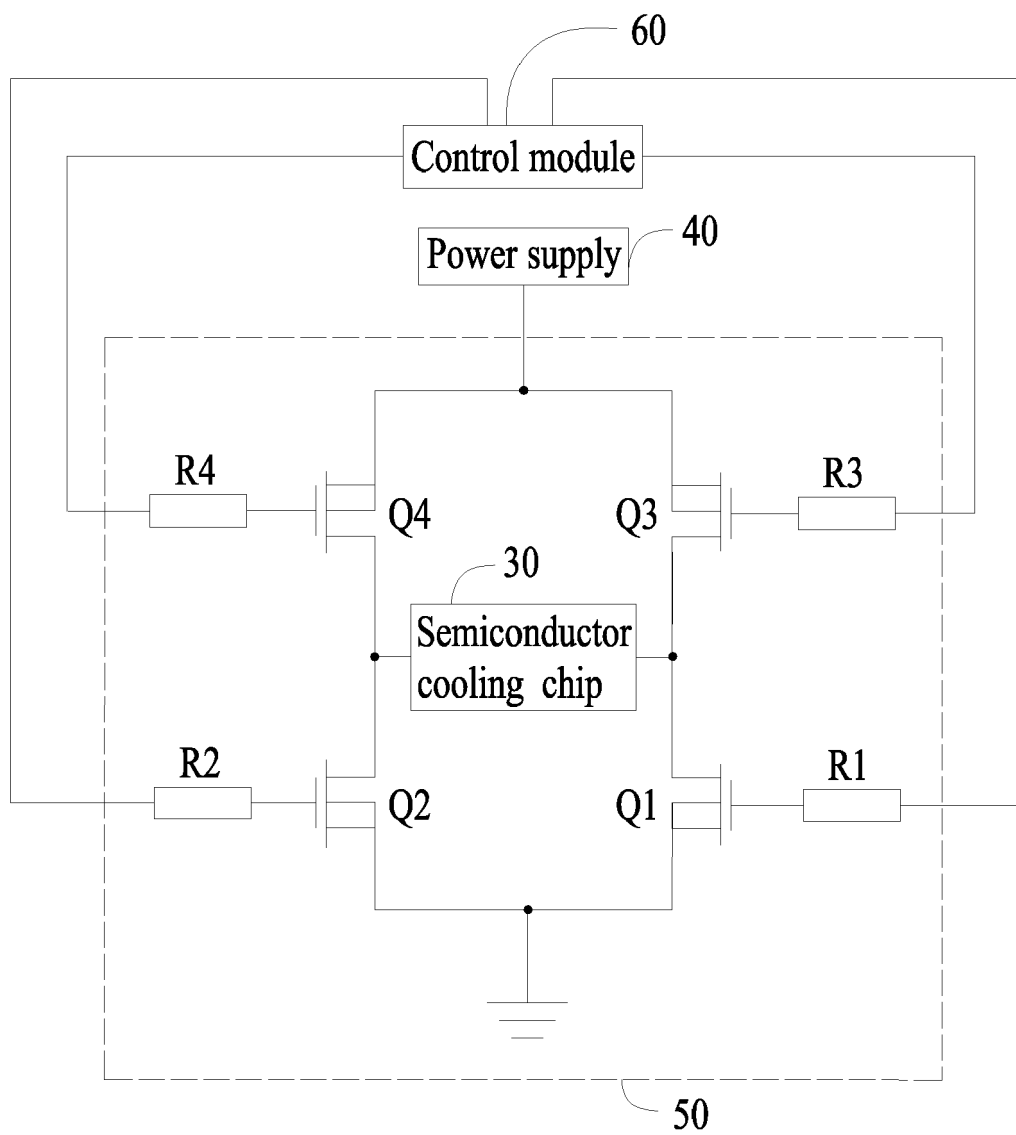 60
Control module
40
Power supply
R4
R3
Q4
Q3
30
Semiconductor
cooling chip
R2
R1
Q2
Q1
50